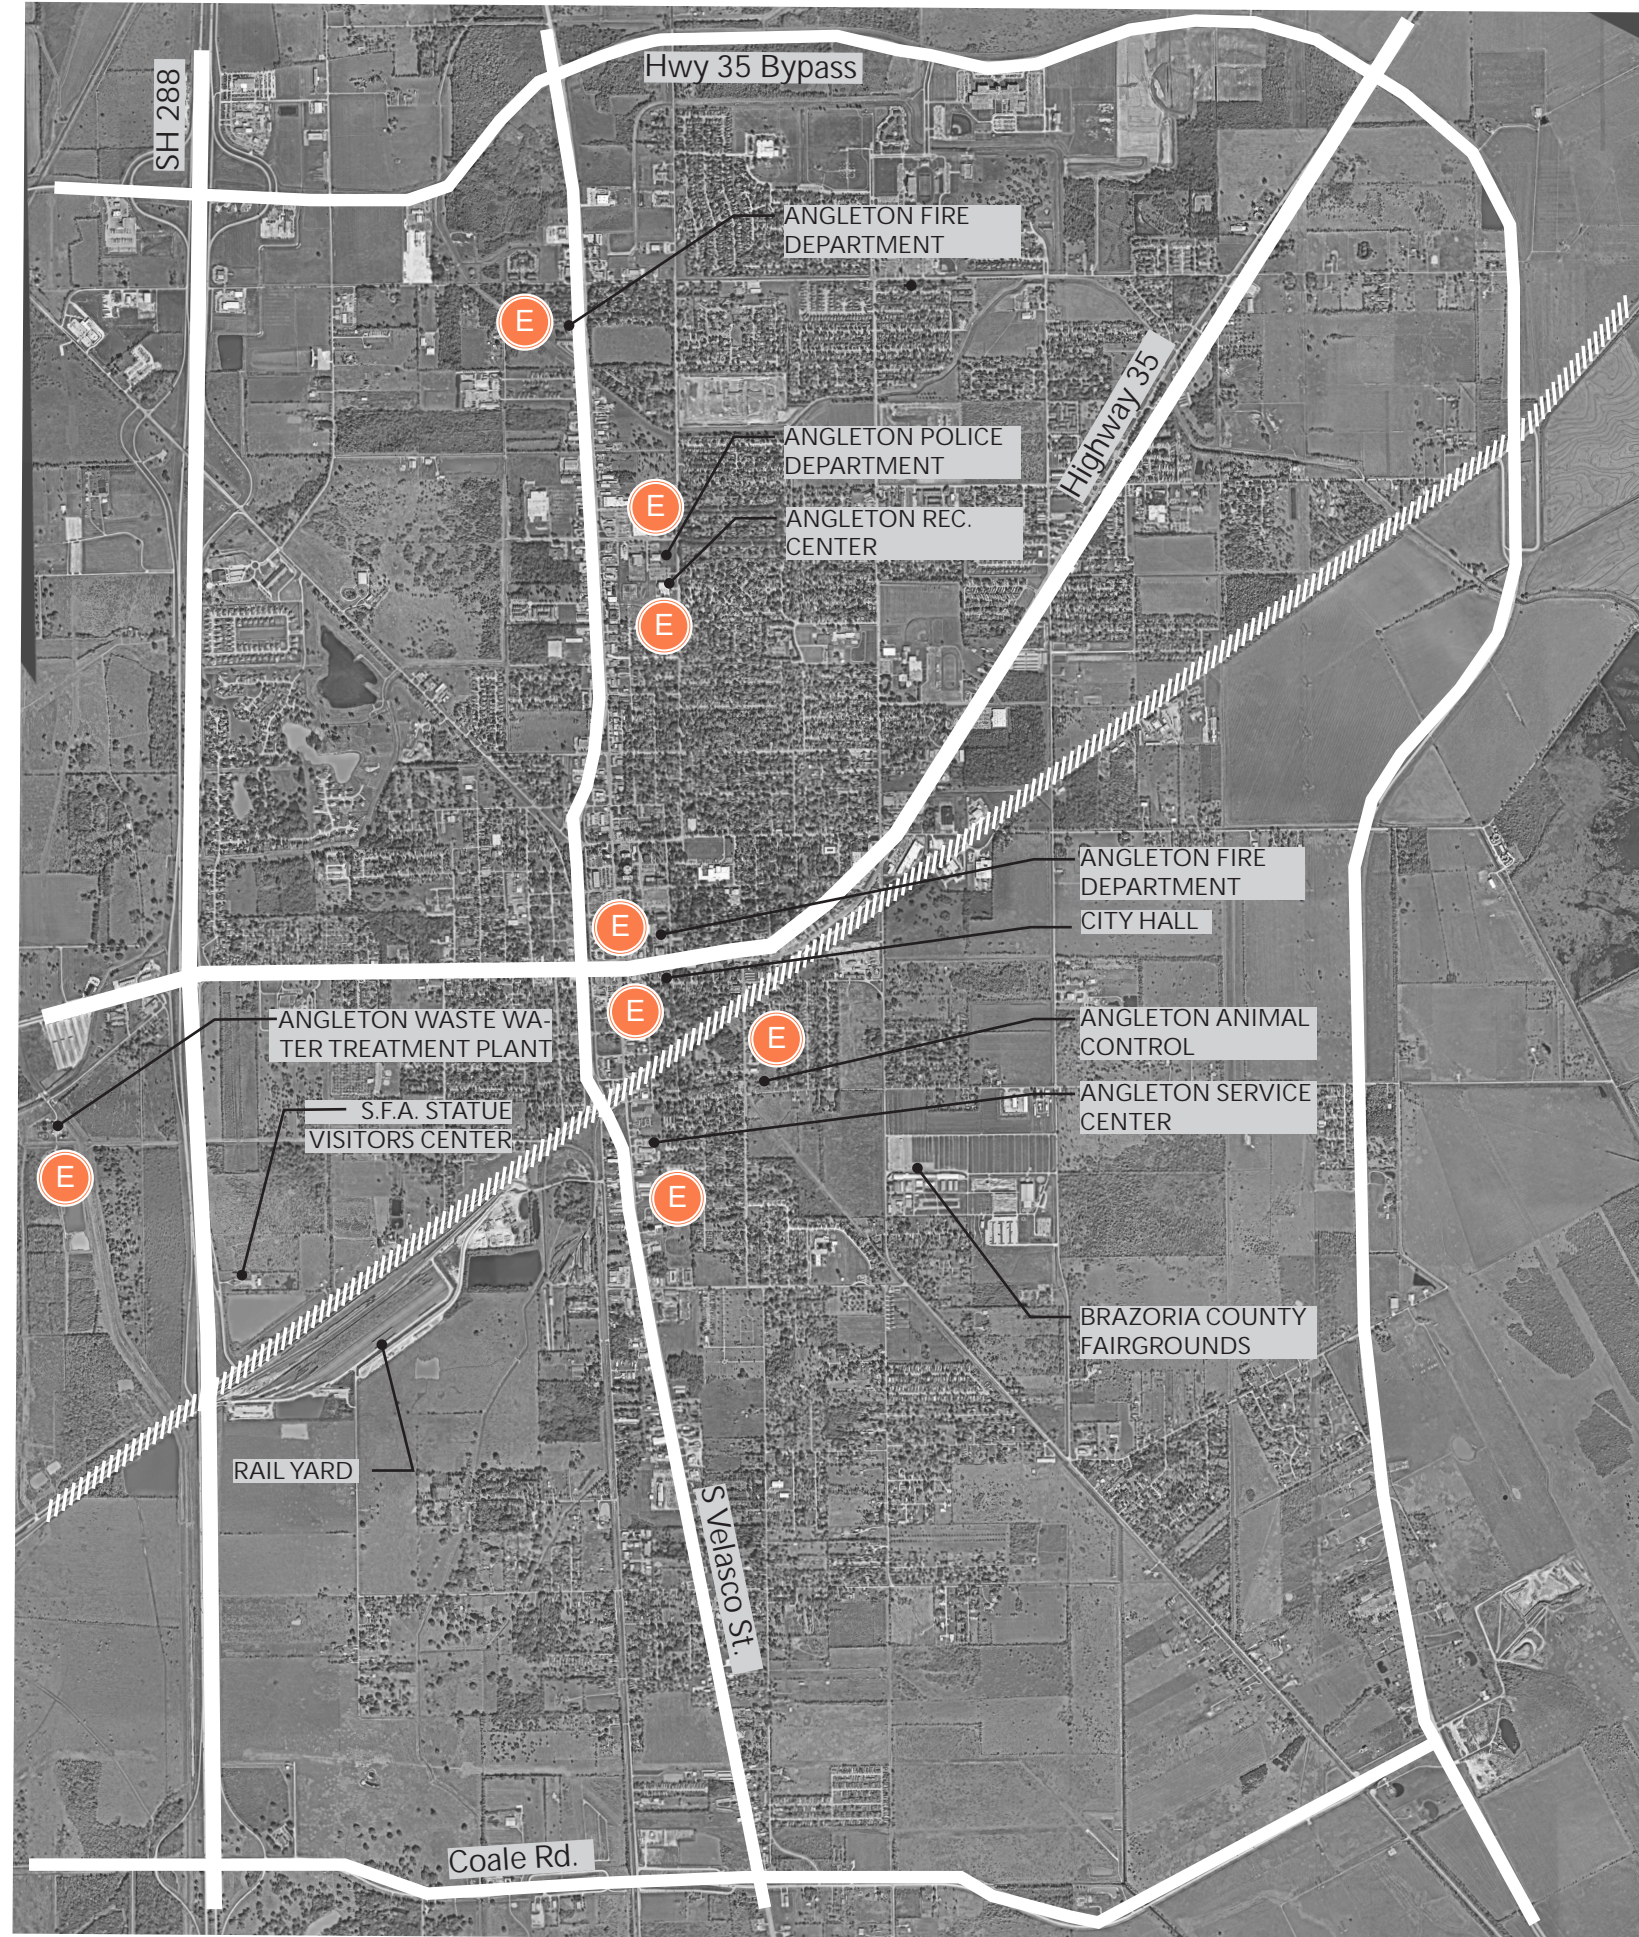 Hwy 35 Bypass
SH 288
ANGLETON FIRE
DEPARTMENT
E
Highway 35
ANGLETON POLICE
DEPARTMENT
E
ANGLETON REC.
CENTER
E
ANGLETON FIRE
DEPARTMENT
E
CITY HALL
E
ANGLETON WASTE WA-
TER TREATMENT PLANT
E
ANGLETON ANIMAL
CONTROL
E
S.F.A. STATUE
VISITORS CENTER
ANGLETON SERVICE
CENTER
E
BRAZORIA COUNTY
FAIRGROUNDS
RAIL YARD
S Velasco St.
Coale Rd.